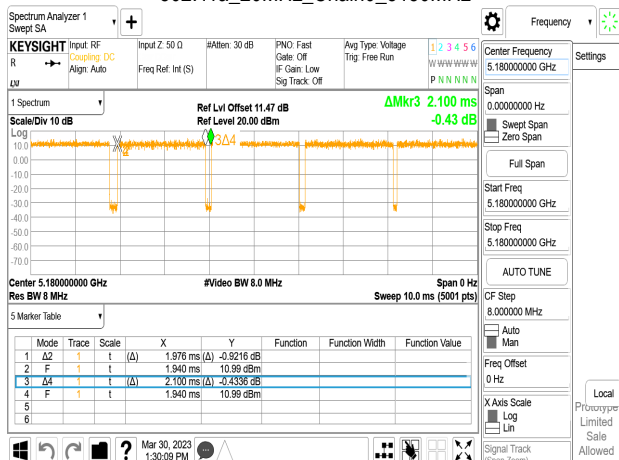 Spectrum Analyzer 1
Swept SA
Frequency
KEYSIGHT
R
Input: RF
Coupling: DC
Align: Auto
Input Z: 50 Ω
Freq Ref: Int (S)
#Atten: 30 dB
PNO: Fast
Gate: Off
IF Gain: Low
Sig Track: Off
Avg Type: Voltage
Trig: Free Run
1 2 3 4 5 6
W W W W W W
P N N N N N
1 Spectrum
Scale/Div 10 dB
Ref Lvl Offset 11.47 dB
Ref Level 20.00 dBm
ΔMkr3 2.100 ms
-0.43 dB
Log
10.0
0.00
-10.0
-20.0
-30.0
-40.0
-50.0
-60.0
-70.0
3Δ4
Center 5.180000000 GHz
Res BW 8 MHz
#Video BW 8.0 MHz
Span 0 Hz
Sweep 10.0 ms (5001 pts)
5 Marker Table
Mode Trace Scale X Y Function Function Width Function Value
1 Δ2 1 t (Δ) 1.976 ms (Δ) -0.9216 dB
2 F 1 t 1.940 ms 10.99 dBm
3 Δ4 1 t (Δ) 2.100 ms (Δ) -0.4336 dB
4 F 1 t 1.940 ms 10.99 dBm
5
6
Mar 30, 2023
1:30:09 PM
Center Frequency
5.180000000 GHz
Settings
Span
0.00000000 Hz
Swept Span
Zero Span
Full Span
Start Freq
5.180000000 GHz
Stop Freq
5.180000000 GHz
AUTO TUNE
CF Step
8.000000 MHz
Auto
Man
Freq Offset
0 Hz
X Axis Scale
Log
Lin
Signal Track
(Span Zoom)
Local
Prototype
Limited
Sale
Allowed